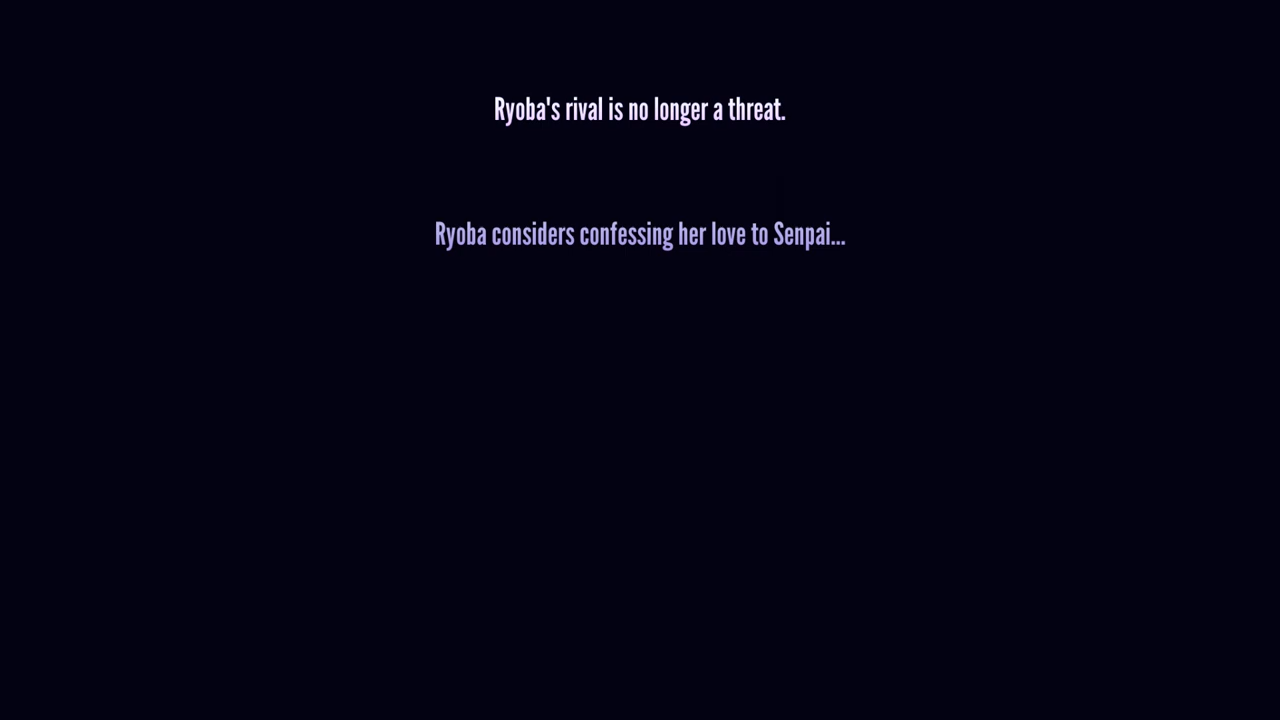 Ryoba's rival is no longer a threat.
Ryoba considers confessing her love to Senpai...